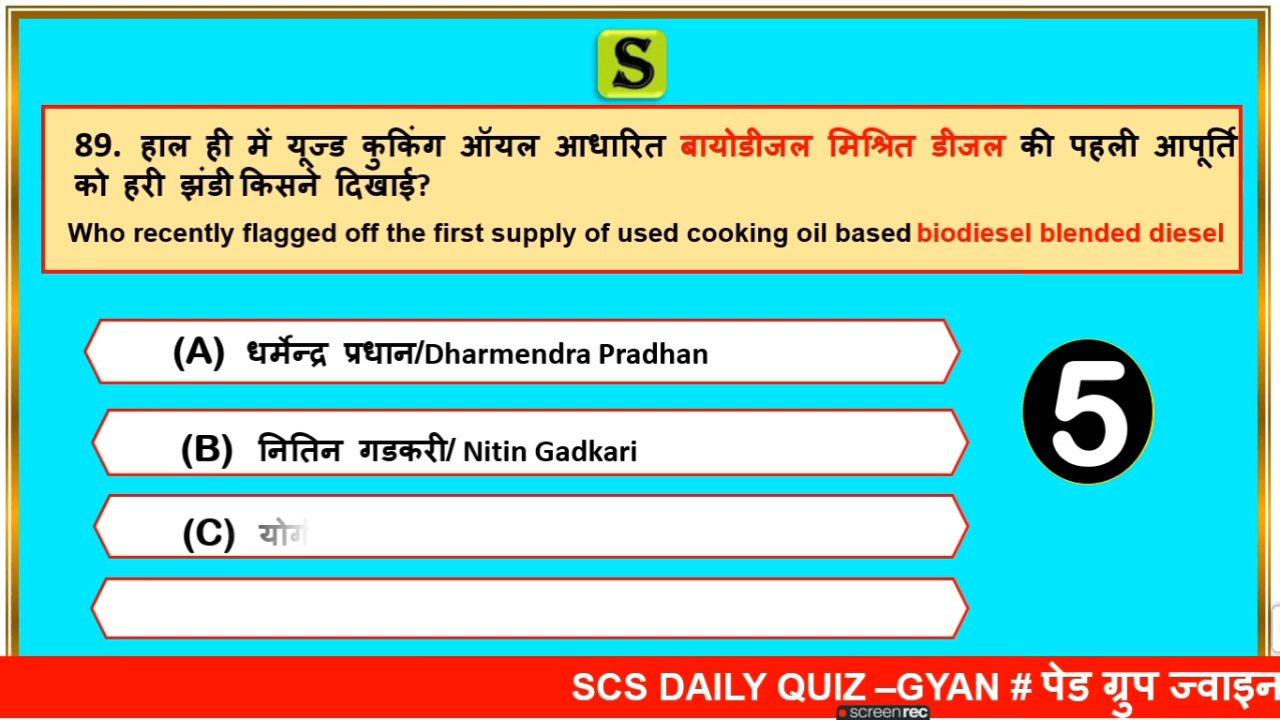 S
89. हाल ही में यूज्ड कुकिंग ऑयल आधारित बायोडीजल मिश्रित डीजल की पहली आपूर्ति
को हरी झंडी किसने दिखाई?
Who recently flagged off the first supply of used cooking oil based biodiesel blended diesel
(A) धर्मेन्द्र प्रधान/Dharmendra Pradhan
(B) नितिन गडकरी/ Nitin Gadkari
5
(C)
SCS DAILY QUIZ –GYAN # पेड ग्रुप ज्वाइन
screenrec